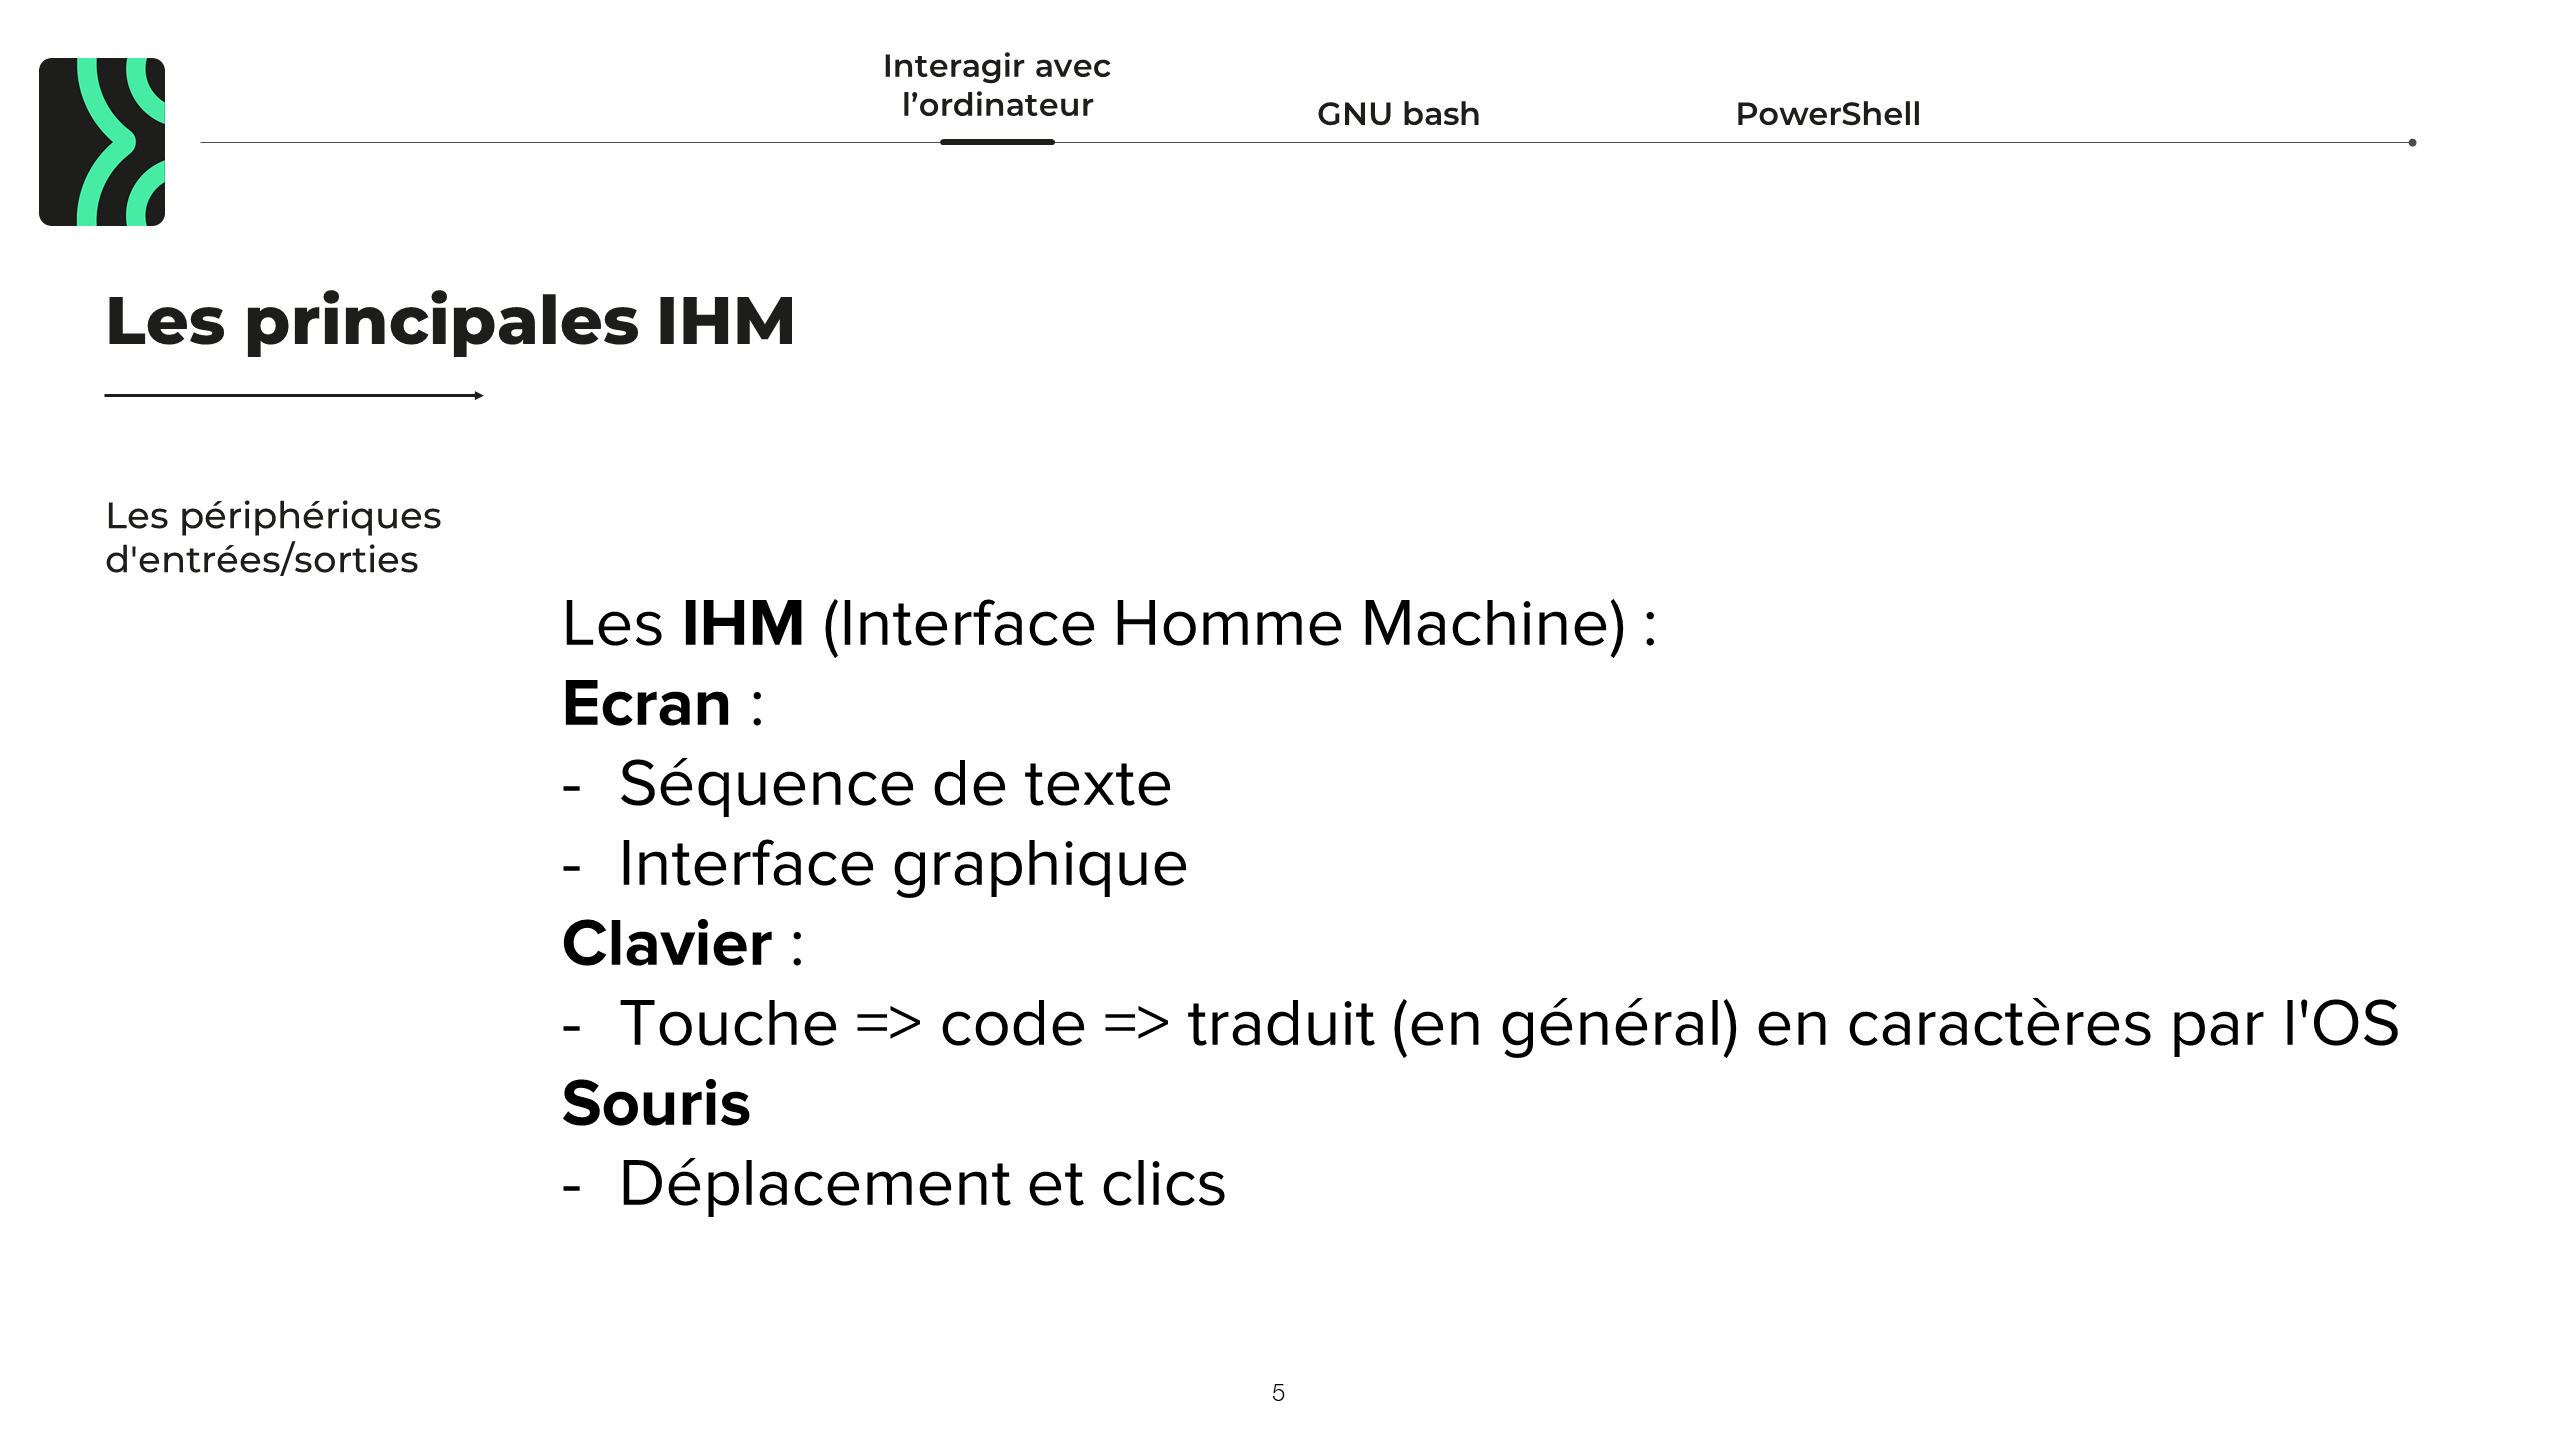 Interagir avec
l’ordinateur
GNU bash
PowerShell
Les principales IHM
Les périphériques
d'entrées/sorties
Les IHM (Interface Homme Machine) :
Ecran :
- Séquence de texte
- Interface graphique
Clavier :
- Touche => code => traduit (en général) en caractères par l'OS
Souris
- Déplacement et clics
5